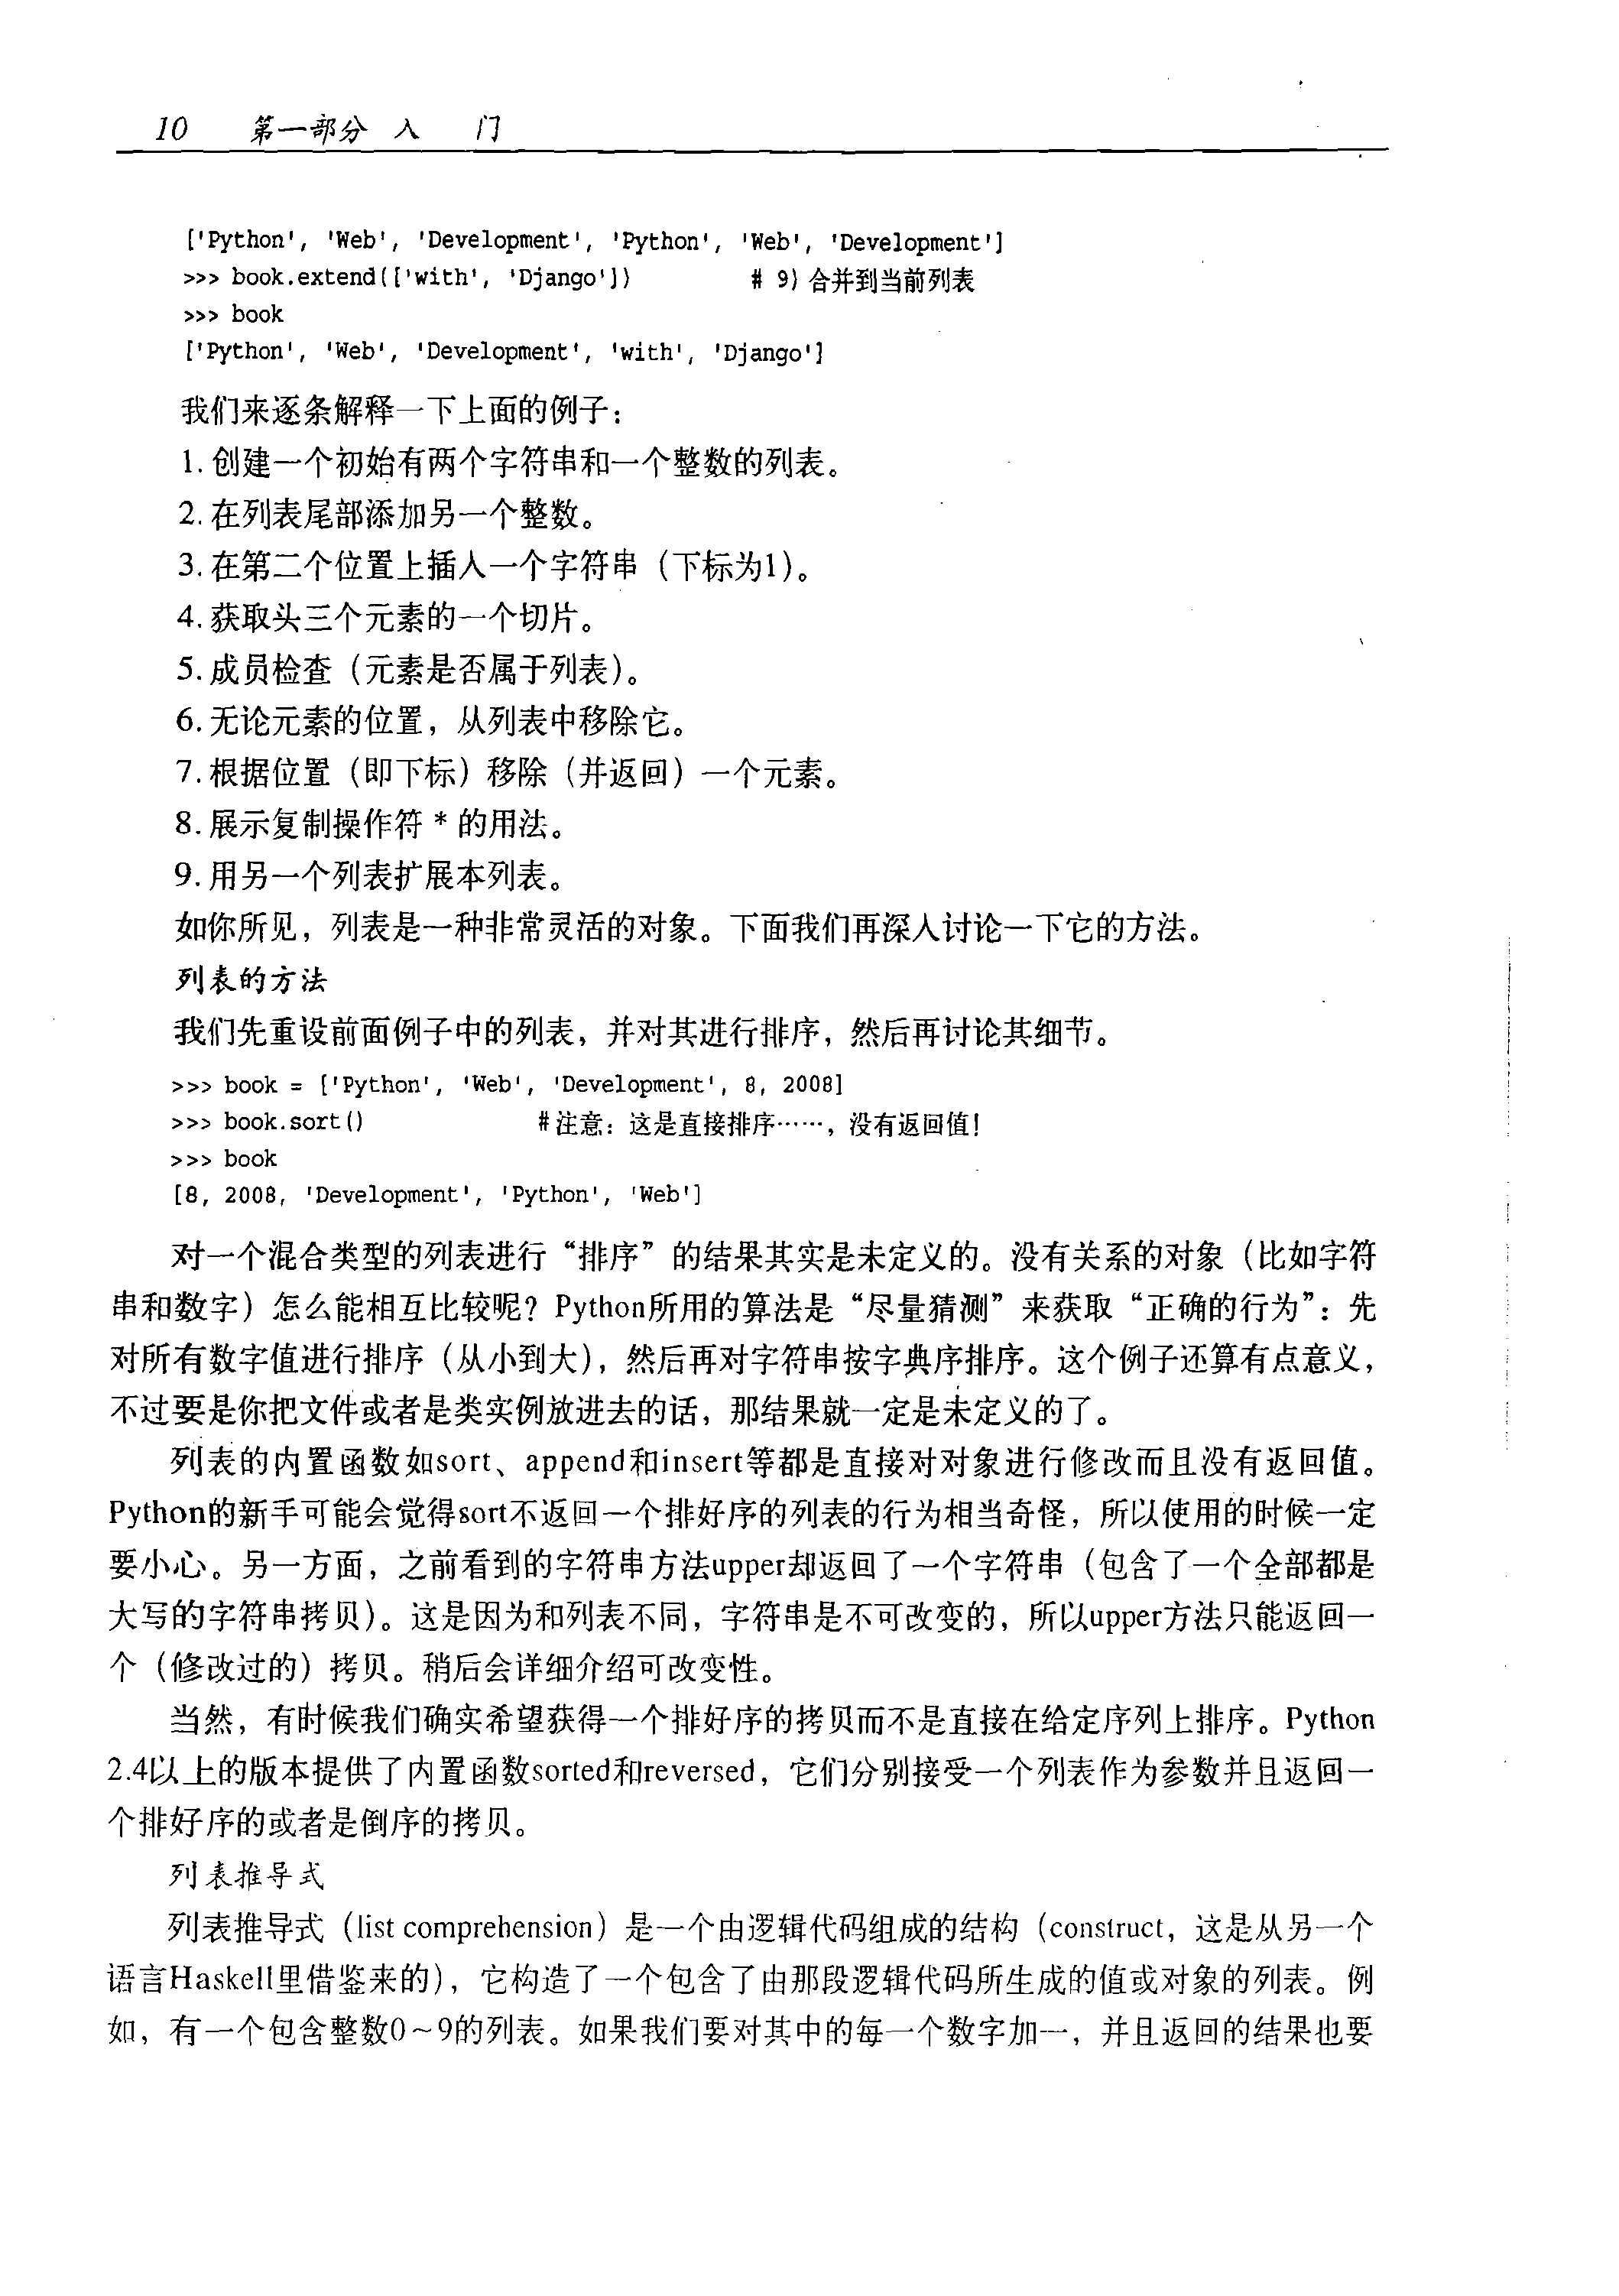 10 第一部分 入 门
['Python', 'Web', 'Development', 'Python', 'Web', 'Development']
>>> book.extend(['with', 'Django']) # 9) 合并到当前列表
>>> book
['Python', 'Web', 'Development', 'with', 'Django']
我们来逐条解释一下上面的例子：
1. 创建一个初始有两个字符串和一个整数的列表。
2. 在列表尾部添加另一个整数。
3. 在第二个位置上插入一个字符串（下标为1）。
4. 获取头三个元素的一个切片。
5. 成员检查（元素是否属于列表）。
6. 无论元素的位置，从列表中移除它。
7. 根据位置（即下标）移除（并返回）一个元素。
8. 展示复制操作符 * 的用法。
9. 用另一个列表扩展本列表。
如你所见，列表是一种非常灵活的对象。下面我们再深入讨论一下它的方法。
列表的方法
我们先重设前面例子中的列表，并对其进行排序，然后再讨论其细节。
>>> book = ['Python', 'Web', 'Development', 8, 2008]
>>> book.sort() #注意：这是直接排序……，没有返回值！
>>> book
[8, 2008, 'Development', 'Python', 'Web']
对一个混合类型的列表进行“排序”的结果其实是未定义的。没有关系的对象（比如字符
串和数字）怎么能相互比较呢？Python所用的算法是“尽量猜测”来获取“正确的行为”：先
对所有数字值进行排序（从小到大），然后再对字符串按字典序排序。这个例子还算有点意义，
不过要是你把文件或者是类实例放进去的话，那结果就一定是未定义的了。
列表的内置函数如sort、append和insert等都是直接对对象进行修改而且没有返回值。
Python的新手可能会觉得sort不返回一个排好序的列表的行为相当奇怪，所以使用的时候一定
要小心。另一方面，之前看到的字符串方法upper却返回了一个字符串（包含了一个全部都是
大写的字符串拷贝）。这是因为和列表不同，字符串是不可改变的，所以upper方法只能返回一
个（修改过的）拷贝。稍后会详细介绍可改变性。
当然，有时候我们确实希望获得一个排好序的拷贝而不是直接在给定序列上排序。Python
2.4以上的版本提供了内置函数sorted和reversed，它们分别接受一个列表作为参数并且返回一
个排好序的或者是倒序的拷贝。
列表推导式
列表推导式（list comprehension）是一个由逻辑代码组成的结构（construct，这是从另一个
语言Haskell里借鉴来的），它构造了一个包含了由那段逻辑代码所生成的值或对象的列表。例
如，有一个包含整数0～9的列表。如果我们要对其中的每一个数字加一，并且返回的结果也要